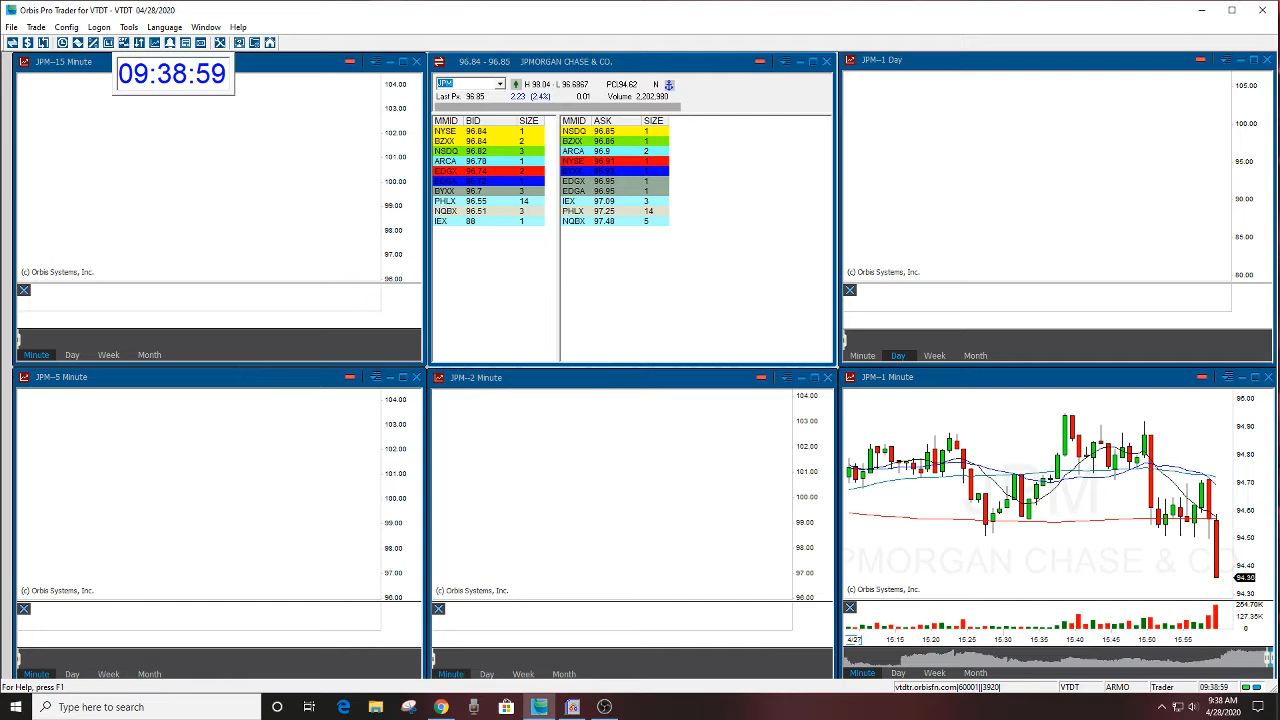 Orbis Pro Trader for VTDT - VTDT 04/28/2020
File Trade Config Logon Tools Language Window Help
JPM--15 Minute
09:38:59
104.00
103.00
102.00
101.00
100.00
99.00
98.00
97.00
96.00
(c) Orbis Systems, Inc.
Minute Day Week Month
96.84 - 96.85 JPMORGAN CHASE & CO.
JPM H 98.04 - L 96.6867 PCL94.62 N
Last Px. 96.85 2.23 (2.4%) 0.01 Volume 2,202,980
MMID BID SIZE MMID ASK SIZE
NYSE 96.84 1 NSDQ 96.85 1
BZXX 96.84 2 BZXX 96.86 1
NSDQ 96.82 3 ARCA 96.9 2
ARCA 96.78 1 NYSE 96.91 1
EDGX 96.74 2 BYXX 1
EDGA 1 EDGX 96.95 1
BYXX 96.7 3 EDGA 96.95 1
PHLX 96.55 14 IEX 97.09 3
NQBX 96.51 3 PHLX 97.25 14
IEX 88 1 NQBX 97.48 5
JPM--1 Day
105.00
100.00
95.00
90.00
85.00
80.00
(c) Orbis Systems, Inc.
Minute Day Week Month
JPM--5 Minute
104.00
103.00
102.00
101.00
100.00
99.00
98.00
97.00
96.00
(c) Orbis Systems, Inc.
Minute Day Week Month
JPM--2 Minute
104.00
103.00
102.00
101.00
100.00
99.00
98.00
97.00
96.00
(c) Orbis Systems, Inc.
Minute Day Week Month
JPM--1 Minute
94.80
94.70
94.60
94.50
94.40
94.30
94.30
JPM
JPMORGAN CHASE & CO.
(c) Orbis Systems, Inc.
127.35K
0
4/27 15:15 15:20 15:25 15:30 15:35 15:40 15:45 15:50 15:55
Minute Day Week Month
For Help, press F1 vtdtr.orbisfn.com|60001||3920| VTDT ARMO Trader 09:38:59
Type here to search
9:38 AM
4/28/2020